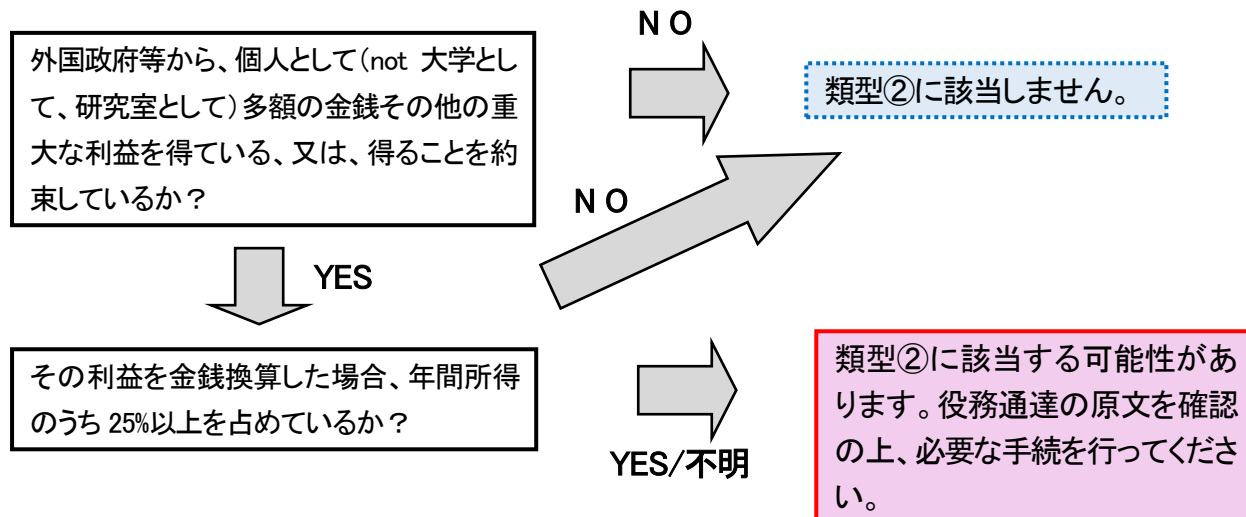 外国政府等から、個人として（not 大学とし
て、研究室として）多額の金銭その他の重
大な利益を得ている、又は、得ることを約
束しているか？
NO
類型②に該当しません。
NO
YES
その利益を金銭換算した場合、年間所得
のうち 25%以上を占めているか？
YES/不明
類型②に該当する可能性があ
ります。役務通達の原文を確認
の上、必要な手続を行ってくださ
い。